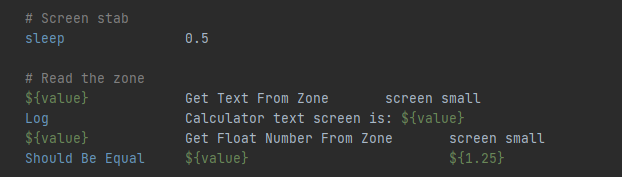 # Screen stab
sleep 0.5
# Read the zone
${value} Get Text From Zone screen small
Log Calculator text screen is: ${value}
${value} Get Float Number From Zone screen small
Should Be Equal ${value} ${1.25}